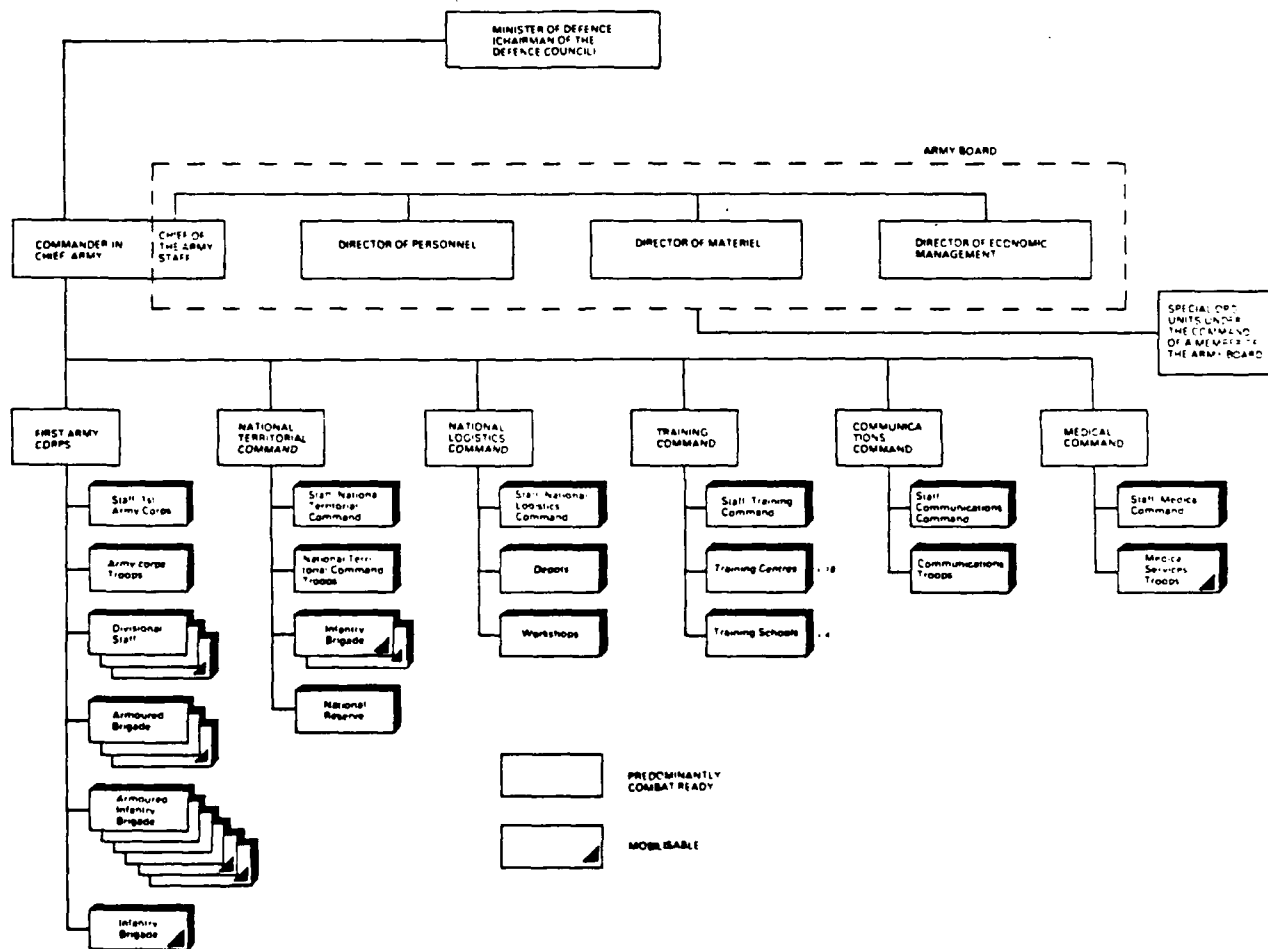 MINISTER OF DEFENCE
(CHAIRMAN OF THE
DEFENCE COUNCIL)
ARMY BOARD
COMMANDER IN
CHIEF ARMY
CHIEF OF
THE ARMY
STAFF
DIRECTOR OF PERSONNEL
DIRECTOR OF MATERIEL
DIRECTOR OF ECONOMIC
MANAGEMENT
SPECIAL
UNITS UNDER
THE COMMAND
OF A MEMBER OF
THE ARMY BOARD
FIRST ARMY
CORPS
NATIONAL
TERRITORIAL
COMMAND
NATIONAL
LOGISTICS
COMMAND
TRAINING
COMMAND
COMMUNICA
TIONS
COMMAND
MEDICAL
COMMAND
Staff 1st
Army Corps
Army corps
Troops
Divisional
Staff
Armoured
Brigade
Armoured
Infantry
Brigade
Infantry
Brigade
Staff National
Territorial
Command
National Terri
torial Command
Troops
Infantry
Brigade
National
Reserve
Staff National
Logistics
Command
Depots
Workshops
Staff Training
Command
Training Centres
Training Schools
Staff
Communications
Command
Communications
Troops
Staff Medical
Command
Medical
Services
Troops
PREDOMINANTLY
COMBAT READY
MOBILISABLE